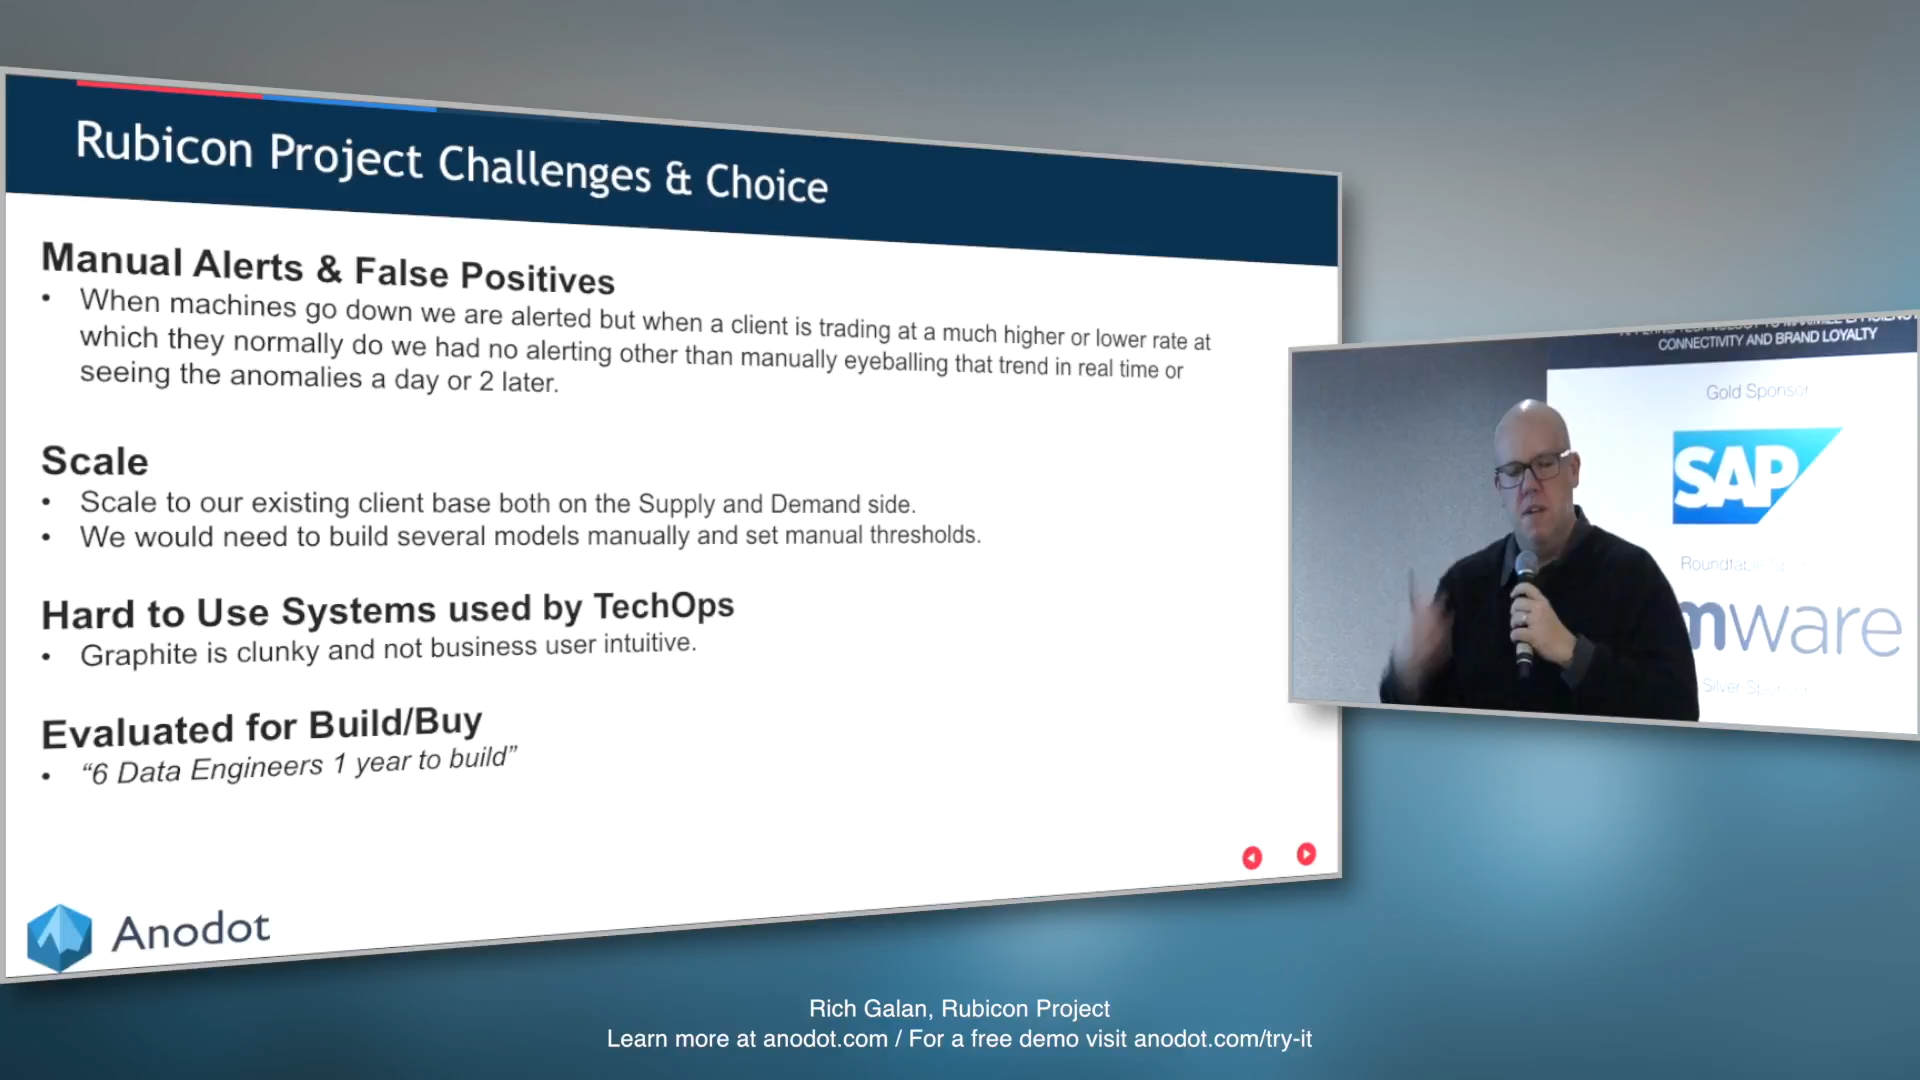 Rubicon Project Challenges & Choice
Manual Alerts & False Positives
• When machines go down we are alerted but when a client is trading at a much higher or lower rate at
which they normally do we had no alerting other than manually eyeballing that trend in real time or
seeing the anomalies a day or 2 later.
Scale
• Scale to our existing client base both on the Supply and Demand side.
• We would need to build several models manually and set manual thresholds.
Hard to Use Systems used by TechOps
• Graphite is clunky and not business user intuitive.
Evaluated for Build/Buy
• “6 Data Engineers 1 year to build”
Anodot
CONNECTIVITY AND BRAND LOYALTY
Gold Sponsor
SAP
Roundtable
mware
Silver
Rich Galan, Rubicon Project
Learn more at anodot.com / For a free demo visit anodot.com/try-it